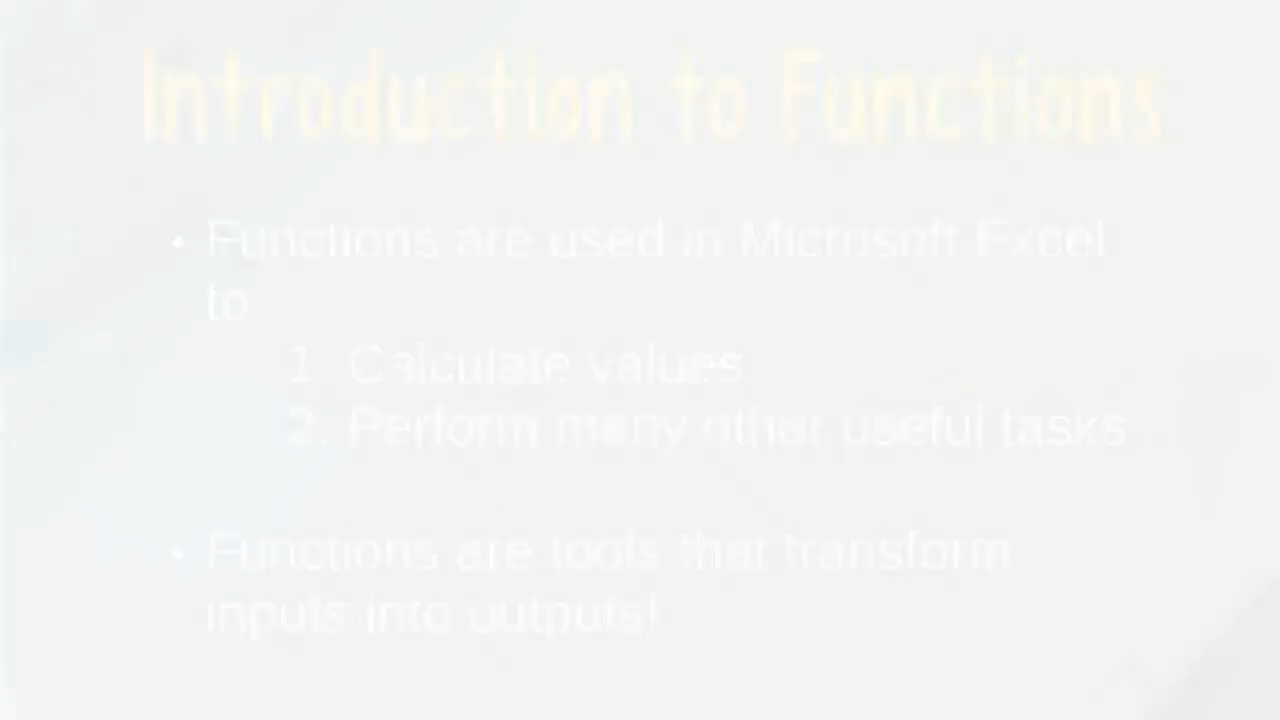 Introduction to Functions
• Functions are used in Microsoft Excel
to:
1. Calculate values
2. Perform many other useful tasks
• Functions are tools that transform
inputs into outputs!